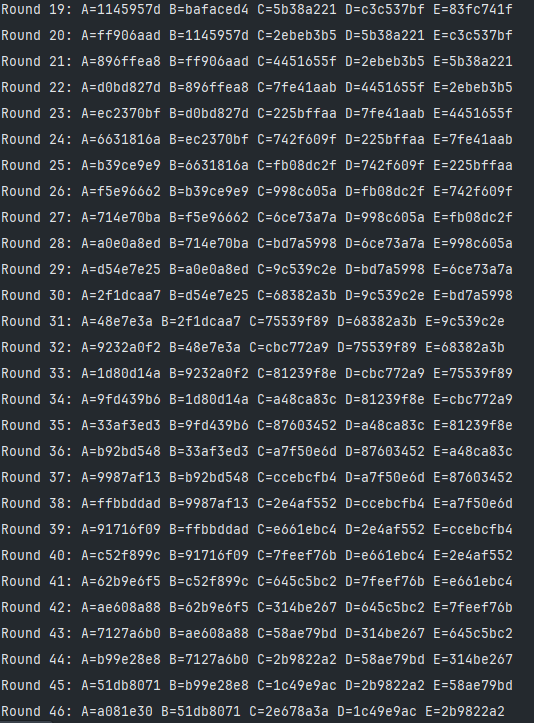 Round 19: A=1145957d B=bafaced4 C=5b38a221 D=c3c537bf E=83fc741f
Round 20: A=ff906aad B=1145957d C=2ebeb3b5 D=5b38a221 E=c3c537bf
Round 21: A=896ffea8 B=ff906aad C=4451655f D=2ebeb3b5 E=5b38a221
Round 22: A=d0bd827d B=896ffea8 C=7fe41aab D=4451655f E=2ebeb3b5
Round 23: A=ec2370bf B=d0bd827d C=225bffaa D=7fe41aab E=4451655f
Round 24: A=6631816a B=ec2370bf C=742f609f D=225bffaa E=7fe41aab
Round 25: A=b39ce9e9 B=6631816a C=fb08dc2f D=742f609f E=225bffaa
Round 26: A=f5e96662 B=b39ce9e9 C=998c605a D=fb08dc2f E=742f609f
Round 27: A=714e70ba B=f5e96662 C=6ce73a7a D=998c605a E=fb08dc2f
Round 28: A=a0e0a8ed B=714e70ba C=bd7a5998 D=6ce73a7a E=998c605a
Round 29: A=d54e7e25 B=a0e0a8ed C=9c539c2e D=bd7a5998 E=6ce73a7a
Round 30: A=2f1dcaa7 B=d54e7e25 C=68382a3b D=9c539c2e E=bd7a5998
Round 31: A=48e7e3a B=2f1dcaa7 C=75539f89 D=68382a3b E=9c539c2e
Round 32: A=9232a0f2 B=48e7e3a C=cbc772a9 D=75539f89 E=68382a3b
Round 33: A=1d80d14a B=9232a0f2 C=81239f8e D=cbc772a9 E=75539f89
Round 34: A=9fd439b6 B=1d80d14a C=a48ca83c D=81239f8e E=cbc772a9
Round 35: A=33af3ed3 B=9fd439b6 C=87603452 D=a48ca83c E=81239f8e
Round 36: A=b92bd548 B=33af3ed3 C=a7f50e6d D=87603452 E=a48ca83c
Round 37: A=9987af13 B=b92bd548 C=ccebcfb4 D=a7f50e6d E=87603452
Round 38: A=ffbbddad B=9987af13 C=2e4af552 D=ccebcfb4 E=a7f50e6d
Round 39: A=91716f09 B=ffbbddad C=e661ebc4 D=2e4af552 E=ccebcfb4
Round 40: A=c52f899c B=91716f09 C=7feef76b D=e661ebc4 E=2e4af552
Round 41: A=62b9e6f5 B=c52f899c C=645c5bc2 D=7feef76b E=e661ebc4
Round 42: A=ae608a88 B=62b9e6f5 C=314be267 D=645c5bc2 E=7feef76b
Round 43: A=7127a6b0 B=ae608a88 C=58ae79bd D=314be267 E=645c5bc2
Round 44: A=b99e28e8 B=7127a6b0 C=2b9822a2 D=58ae79bd E=314be267
Round 45: A=51db8071 B=b99e28e8 C=1c49e9ac D=2b9822a2 E=58ae79bd
Round 46: A=a081e30 B=51db8071 C=2e678a3a D=1c49e9ac E=2b9822a2